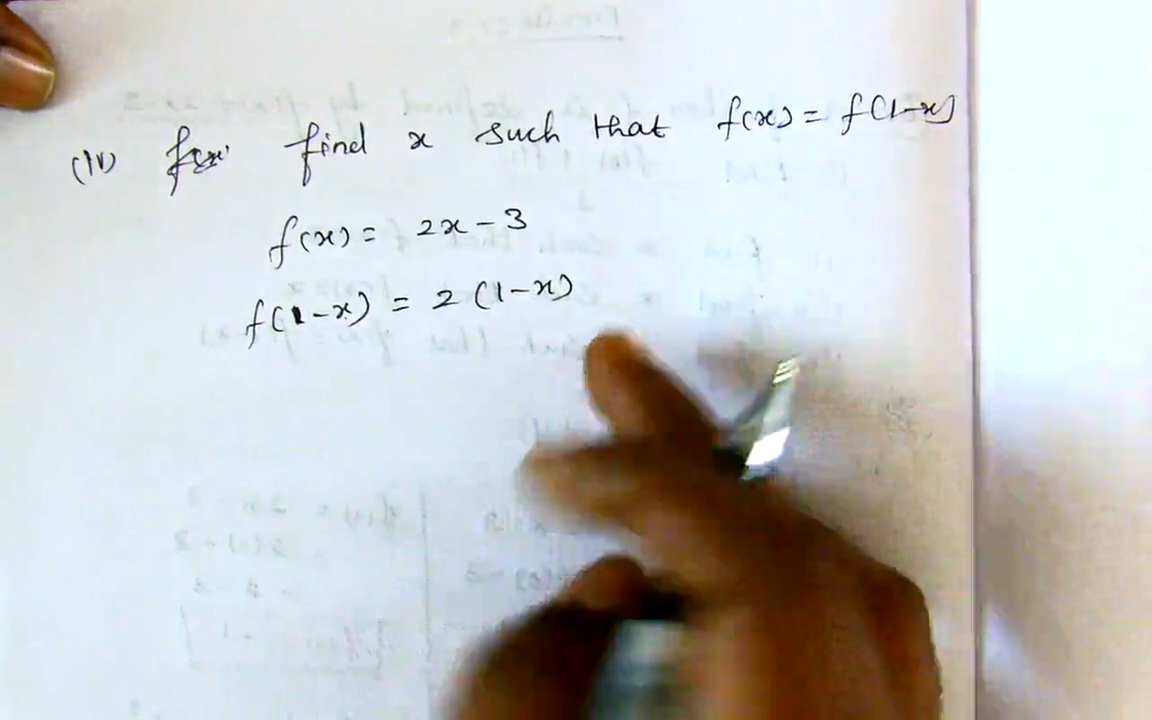 (iv) find x such that f(x) = f(1-x)
f(x) = 2x - 3
f(1-x) = 2(1-x)